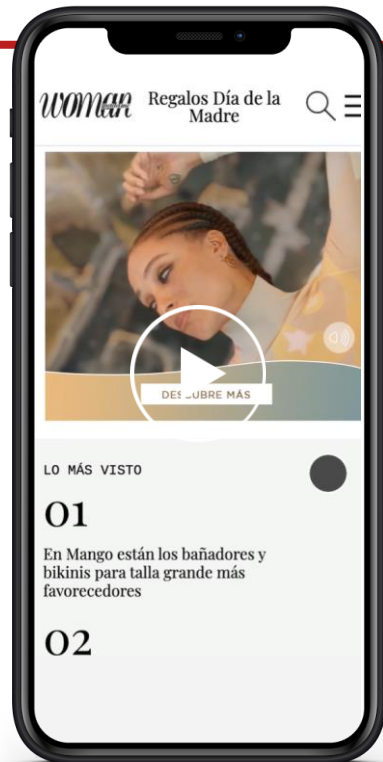 woman
Regalos Día de la
Madre
DESCUBRE MÁS
LO MÁS VISTO
01
En Mango están los bañadores y
bikinis para talla grande más
favorecedores
02